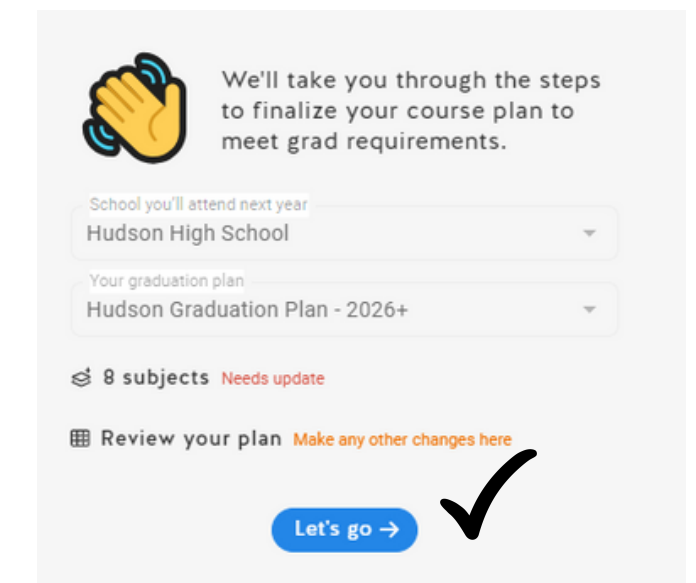 We'll take you through the steps
to finalize your course plan to
meet grad requirements.
School you'll attend next year
Hudson High School
Your graduation plan
Hudson Graduation Plan - 2026+
8 subjects Needs update
Review your plan Make any other changes here
Let's go →